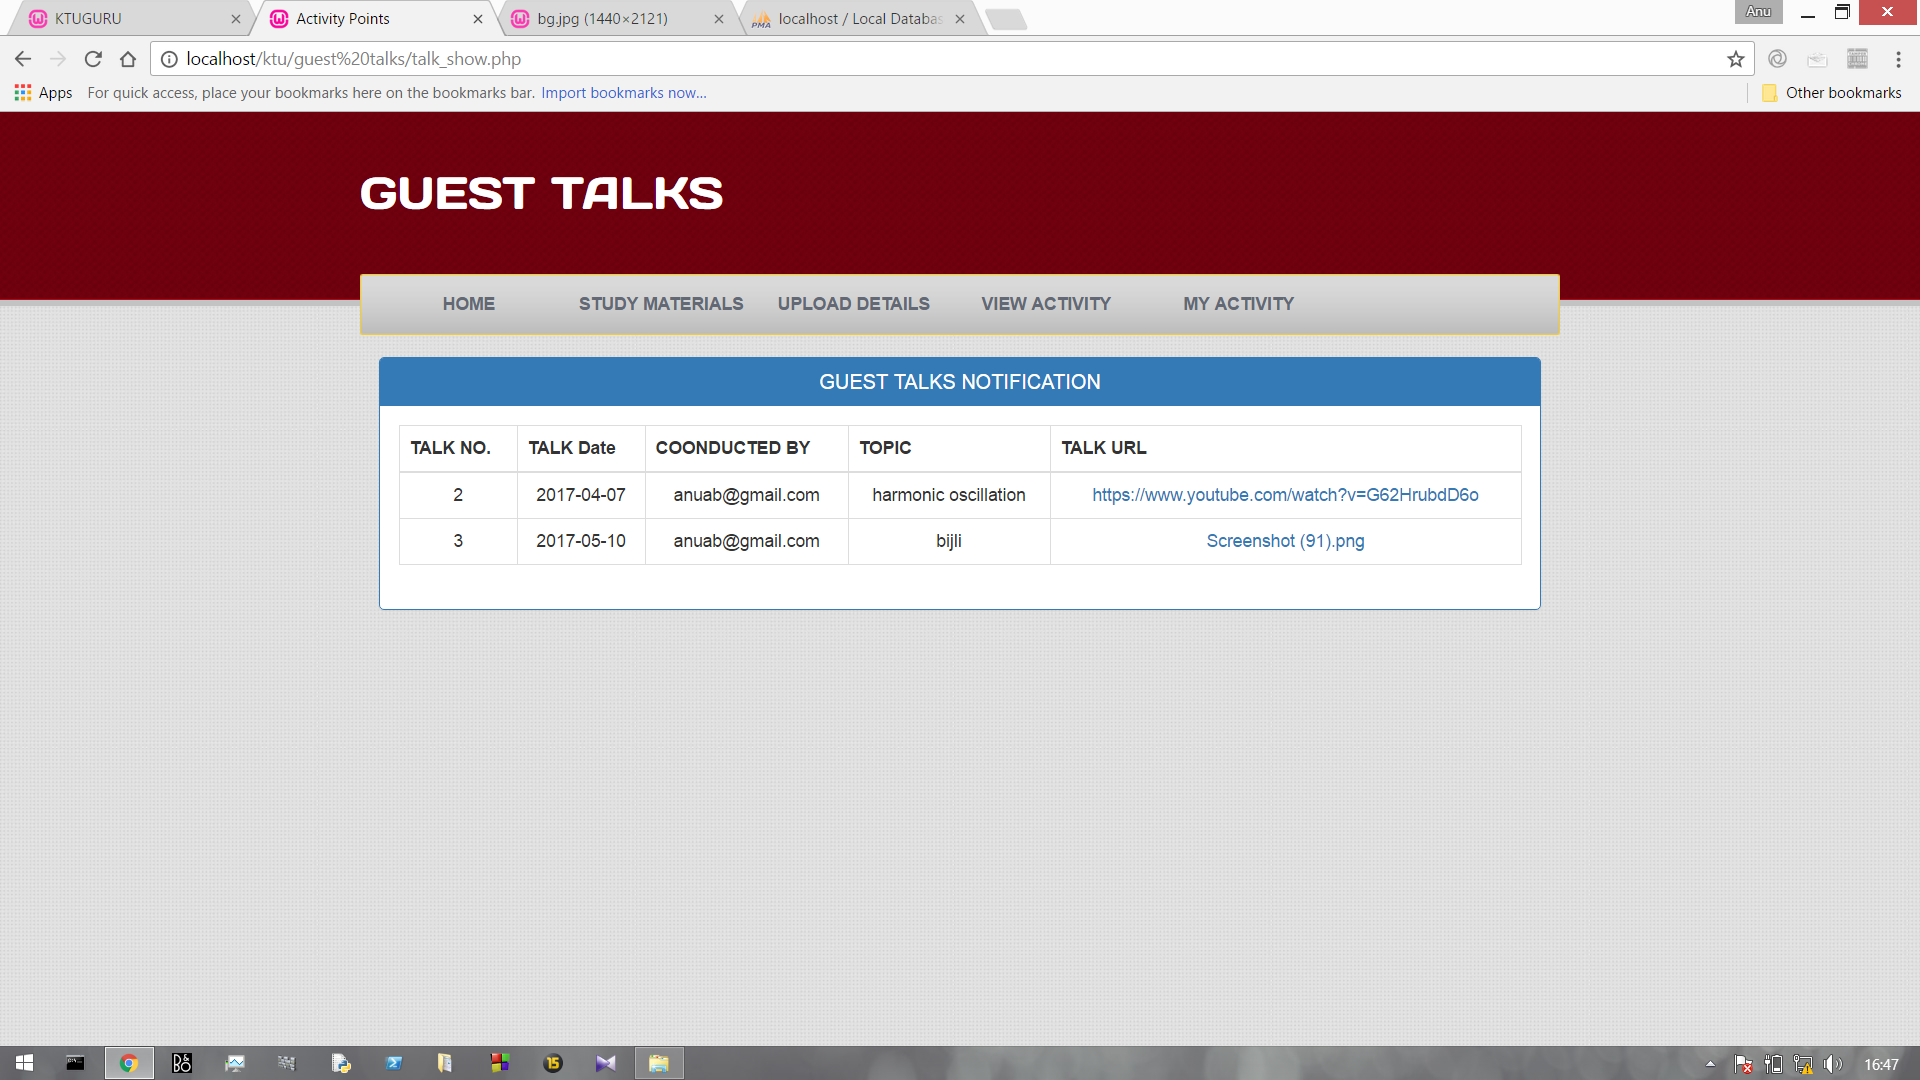 KTUGURU
Activity Points
bg.jpg (1440×2121)
localhost / Local Databas
Anu
localhost/ktu/guest%20talks/talk_show.php
Apps For quick access, place your bookmarks here on the bookmarks bar. Import bookmarks now... Other bookmarks
GUEST TALKS
HOME STUDY MATERIALS UPLOAD DETAILS VIEW ACTIVITY MY ACTIVITY
GUEST TALKS NOTIFICATION
TALK NO. TALK Date COONDUCTED BY TOPIC TALK URL
2 2017-04-07 anuab@gmail.com harmonic oscillation https://www.youtube.com/watch?v=G62HrubdD6o
3 2017-05-10 anuab@gmail.com bijli Screenshot (91).png
16:47